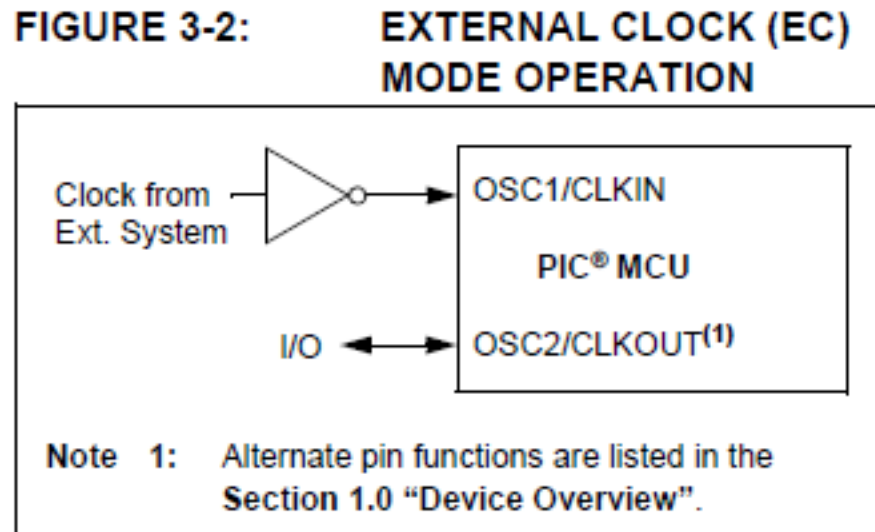 FIGURE 3-2: EXTERNAL CLOCK (EC)
MODE OPERATION
Clock from
Ext. System
OSC1/CLKIN
PIC® MCU
I/O
OSC2/CLKOUT(1)
Note 1: Alternate pin functions are listed in the
Section 1.0 “Device Overview”.